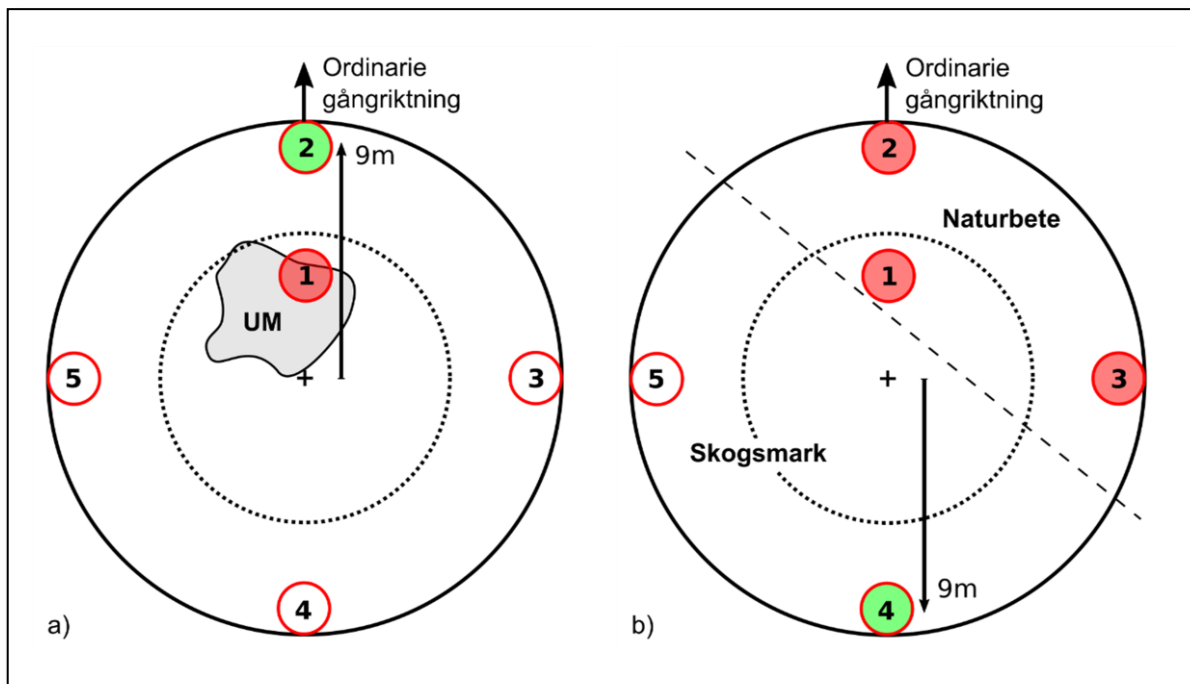 Ordinarie
gångriktning
2
9m
1
UM
5
+
3
4
a)
Ordinarie
gångriktning
2
Naturbete
1
5
+
3
Skogsmark
9m
4
b)